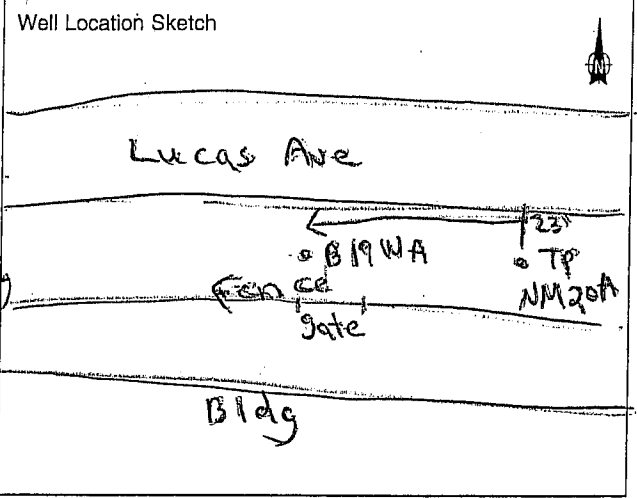 Well Location Sketch
N
Lucas Ave
23'
B19WA
TP
NM20A
Fence
gate
Bldg